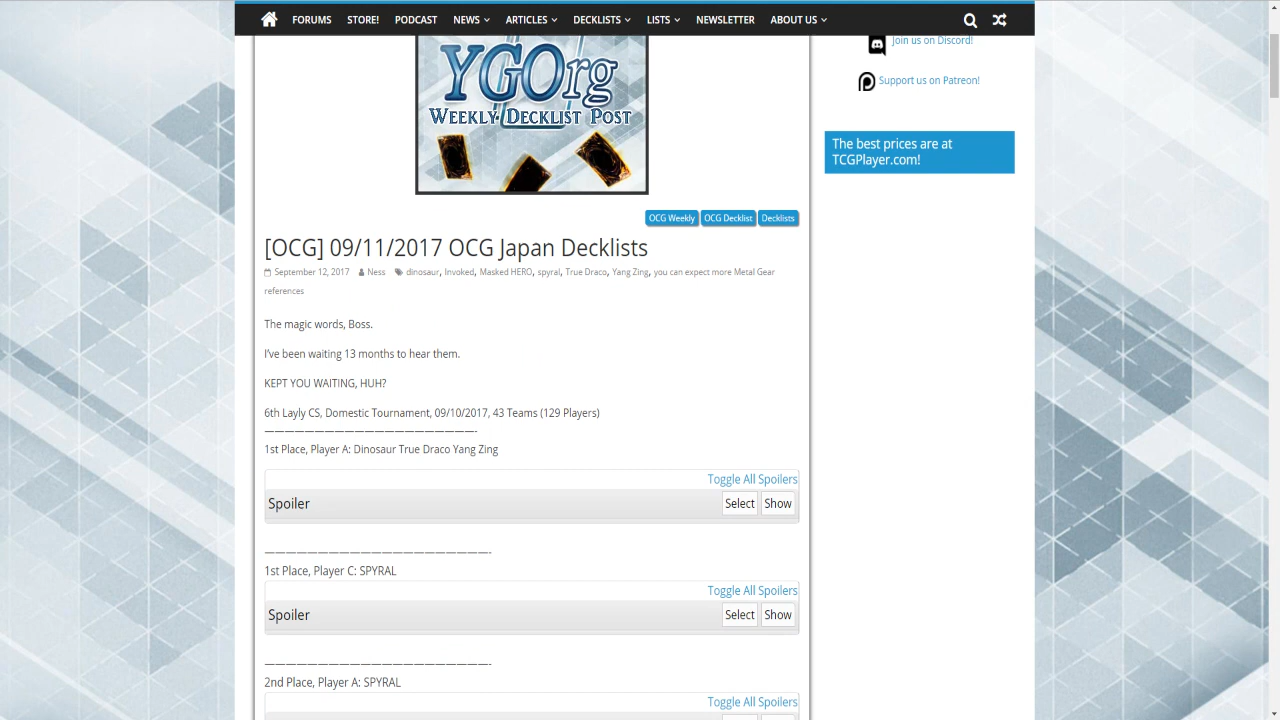 FORUMS STORE! PODCAST NEWS ARTICLES DECKLISTS LISTS NEWSLETTER ABOUT US
Join us on Discord!
Support us on Patreon!
The best prices are at
TCGPlayer.com!
YGOrg
WEEKLY DECKLIST POST
OCG Weekly OCG Decklist Decklists
[OCG] 09/11/2017 OCG Japan Decklists
September 12, 2017 Ness dinosaur, Invoked, Masked HERO, spyral, True Draco, Yang Zing, you can expect more Metal Gear
references
The magic words, Boss.
I've been waiting 13 months to hear them.
KEPT YOU WAITING, HUH?
6th Layly CS, Domestic Tournament, 09/10/2017, 43 Teams (129 Players)
————————————————————-
1st Place, Player A: Dinosaur True Draco Yang Zing
Toggle All Spoilers
Spoiler Select Show
—————————————————————-
1st Place, Player C: SPYRAL
Toggle All Spoilers
Spoiler Select Show
—————————————————————-
2nd Place, Player A: SPYRAL
Toggle All Spoilers